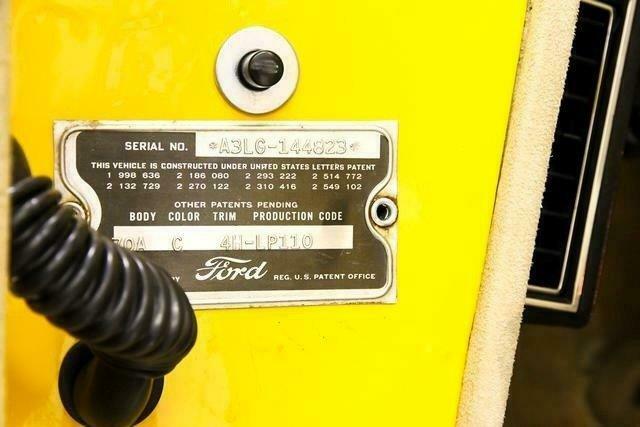 SERIAL NO. *A3LG-144823*
THIS VEHICLE IS CONSTRUCTED UNDER UNITED STATES LETTERS PATENT
1 998 636 2 186 080 2 293 222 2 514 772
2 132 729 2 270 122 2 310 416 2 549 102
OTHER PATENTS PENDING
BODY COLOR TRIM PRODUCTION CODE
70A C 4H-LP110
BY Ford REG. U.S. PATENT OFFICE